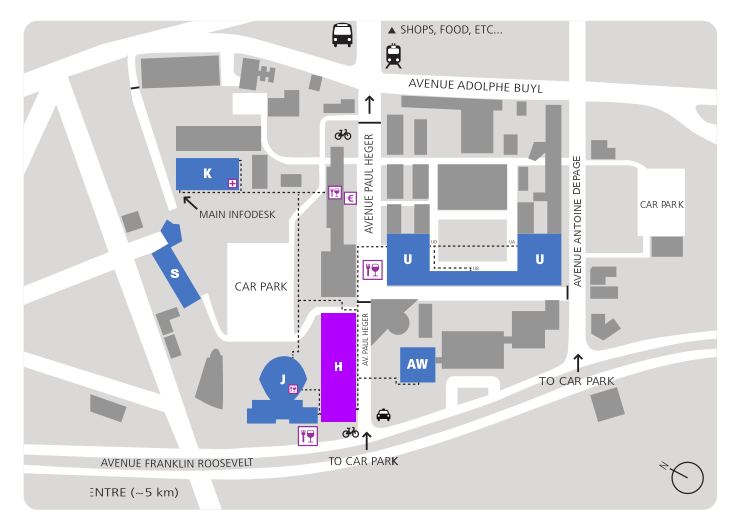 SHOPS, FOOD, ETC...
AVENUE ADOLPHE BUYL
AVENUE PAUL HEGER
AVENUE ANTOINE DEPAGE
K
MAIN INFODESK
€
CAR PARK
S
U
UD
UA
UB
U
CAR PARK
AV. PAUL HEGER
H
J
AW
TO CAR PARK
AVENUE FRANKLIN ROOSEVELT
TO CAR PARK
N
ENTRE (~5 km)